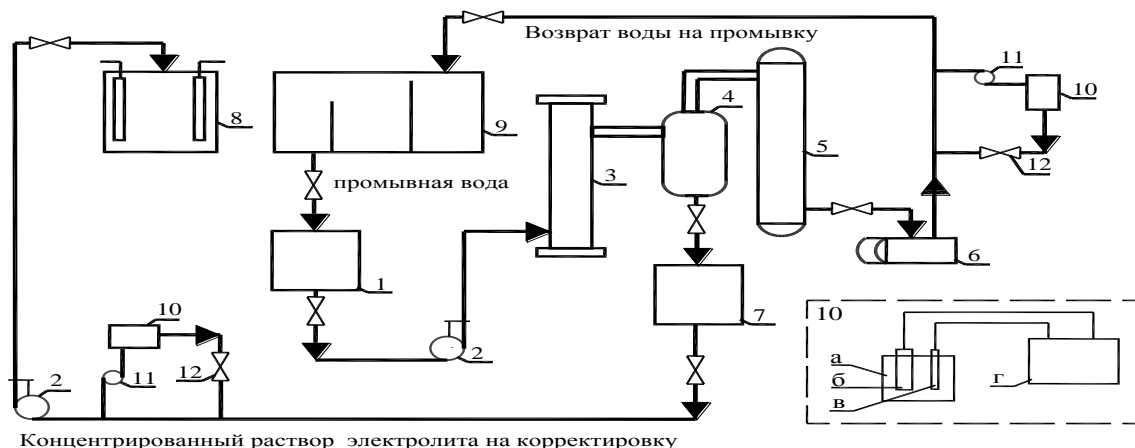 Возврат воды на промывку
11
10
4
8
9
5
3
12
промывная вода
1
6
7
10
10
2
а
г
12
11
б
2
в
Концентрированный раствор электролита на корректировку